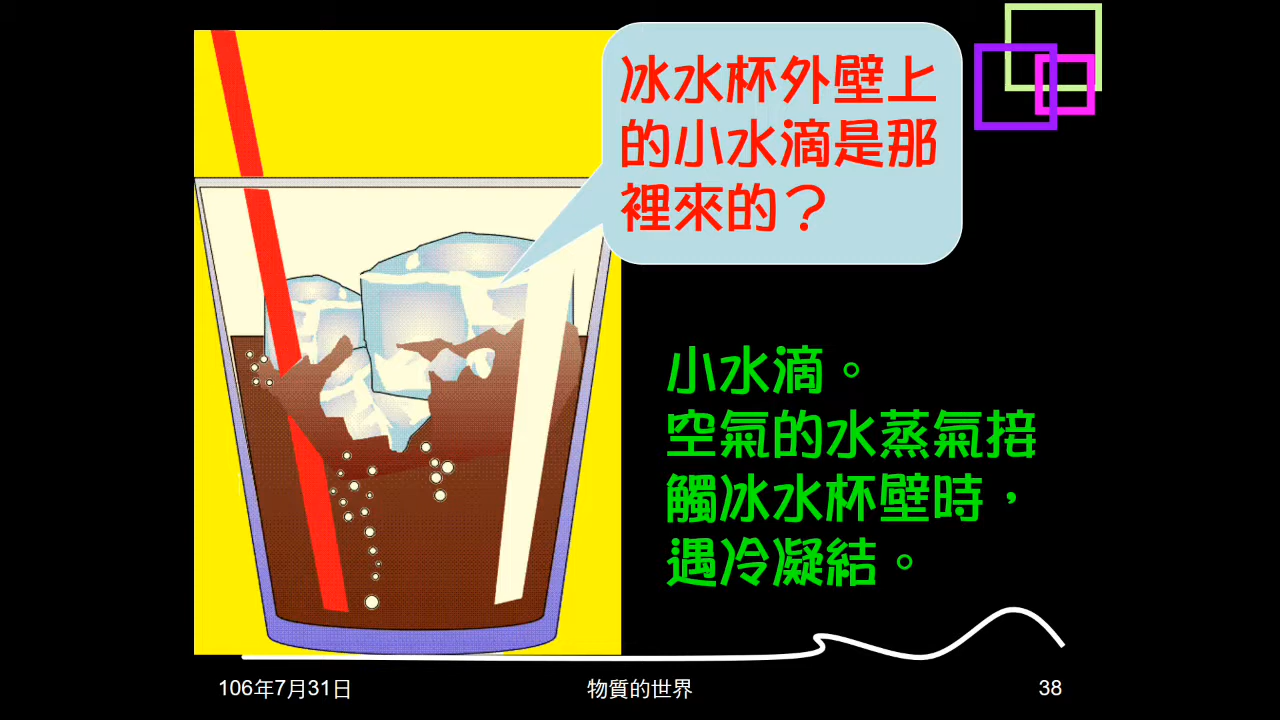 冰水杯外壁上
的小水滴是那
裡來的？
小水滴。
空氣的水蒸氣接
觸冰水杯壁時，
遇冷凝結。
106年7月31日
物質的世界
38